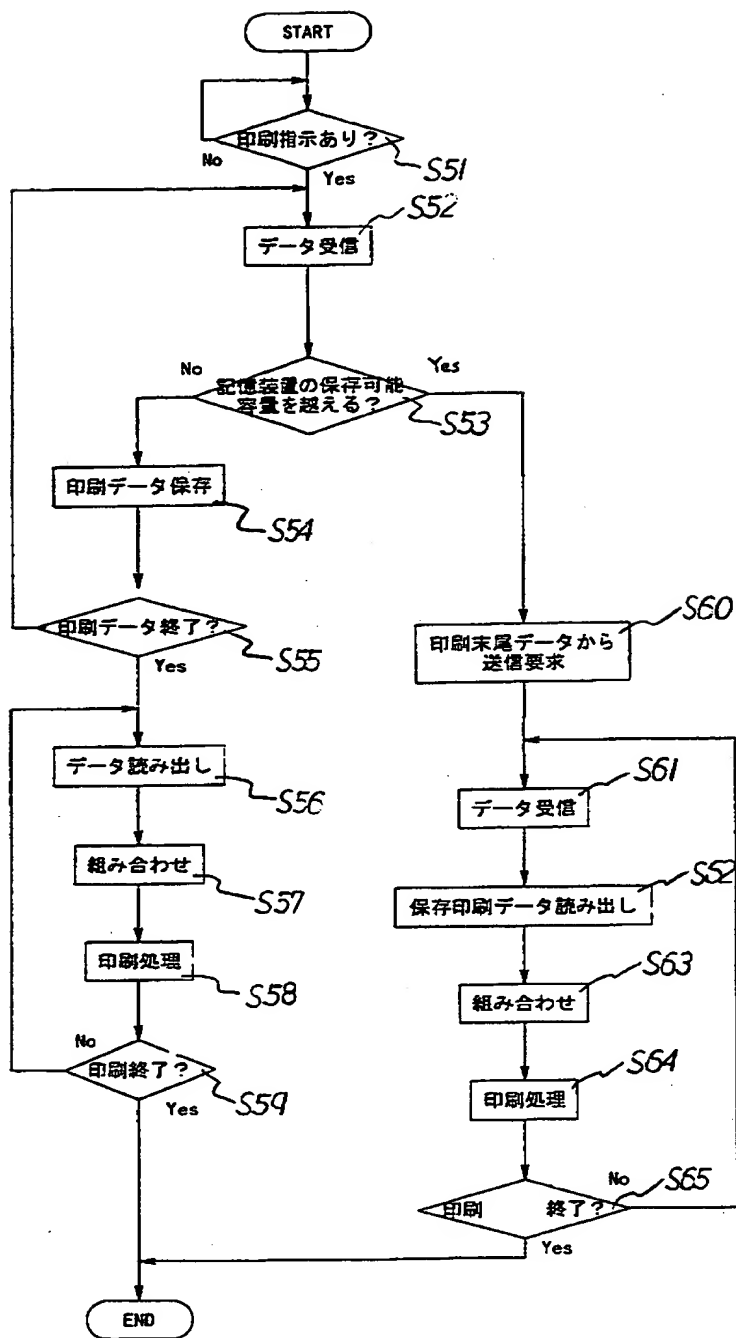 START
印刷指示あり？
No
S51
Yes
S52
データ受信
No
Yes
記憶装置の保存可能
容量を越える？
S53
印刷データ保存
S54
S60
印刷データ終了？
印刷末尾データから
送信要求
S55
Yes
データ読み出し
S61
S56
データ受信
組み合わせ
S52
S57
保存印刷データ読み出し
印刷処理
S63
S58
組み合わせ
No
S64
印刷終了？
S59
印刷処理
Yes
No
S65
印刷 終了？
Yes
END